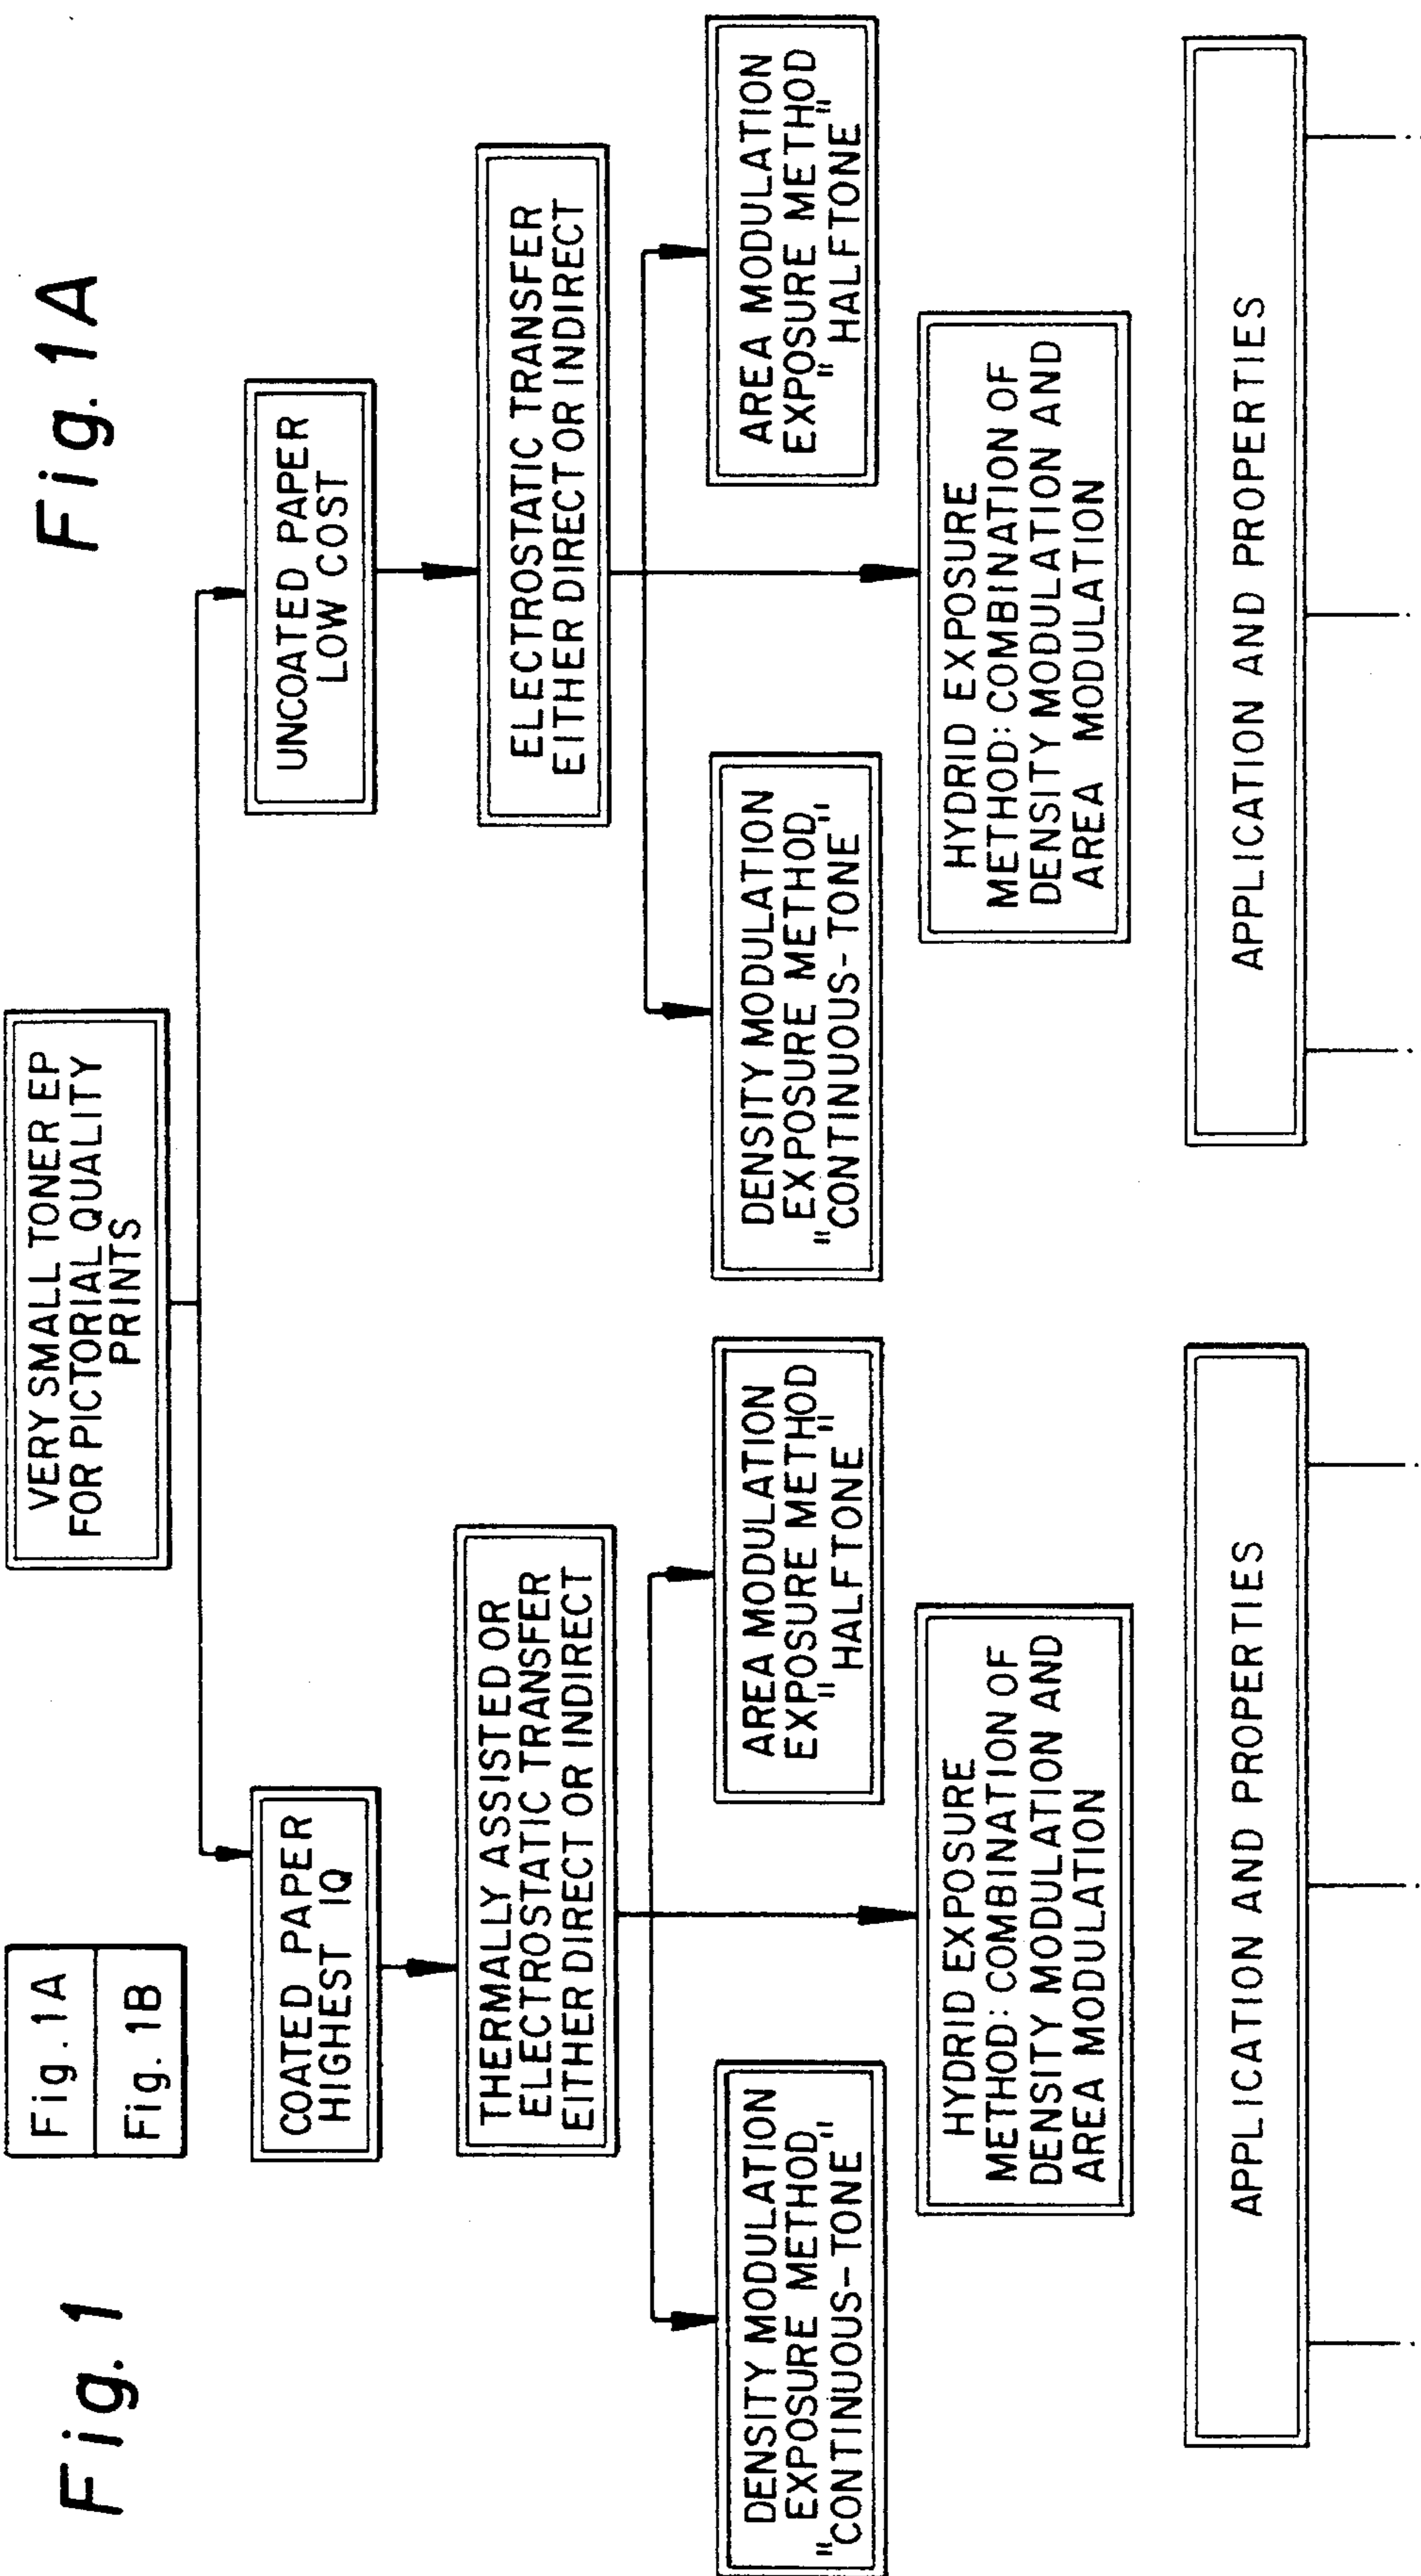 Fig. 1
Fig. 1A
Fig. 1B
Fig. 1A
VERY SMALL TONER EP
FOR PICTORIAL QUALITY
PRINTS
COATED PAPER
HIGHEST IQ
UNCOATED PAPER
LOW COST
THERMALLY ASSISTED OR
ELECTROSTATIC TRANSFER
EITHER DIRECT OR INDIRECT
ELECTROSTATIC TRANSFER
EITHER DIRECT OR INDIRECT
DENSITY MODULATION
EXPOSURE METHOD,
"CONTINUOUS-TONE"
AREA MODULATION
EXPOSURE METHOD
"HALFTONE"
DENSITY MODULATION
EXPOSURE METHOD,
"CONTINUOUS-TONE"
AREA MODULATION
EXPOSURE METHOD
"HALFTONE"
HYDRID EXPOSURE
METHOD: COMBINATION OF
DENSITY MODULATION AND
AREA MODULATION
HYDRID EXPOSURE
METHOD: COMBINATION OF
DENSITY MODULATION AND
AREA MODULATION
APPLICATION AND PROPERTIES
APPLICATION AND PROPERTIES